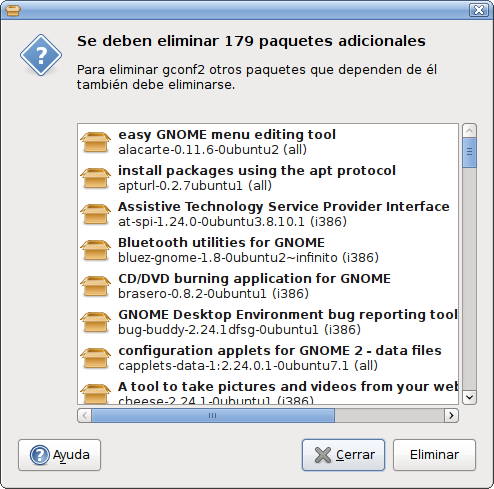 Se deben eliminar 179 paquetes adicionales
Para eliminar gconf2 otros paquetes que dependen de él
también debe eliminarse.
easy GNOME menu editing tool
alacarte-0.11.6-0ubuntu2 (all)
install packages using the apt protocol
apturl-0.2.7ubuntu1 (all)
Assistive Technology Service Provider Interface
at-spi-1.24.0-0ubuntu3.8.10.1 (i386)
Bluetooth utilities for GNOME
bluez-gnome-1.8-0ubuntu2~infinito (i386)
CD/DVD burning application for GNOME
brasero-0.8.2-0ubuntu1 (i386)
GNOME Desktop Environment bug reporting tool
bug-buddy-2.24.1dfsg-0ubuntu1 (i386)
configuration applets for GNOME 2 - data files
capplets-data-1:2.24.0.1-0ubuntu7.1 (all)
A tool to take pictures and videos from your web
cheese-2.24.1-0ubuntu1 (i386)
Ayuda
Cerrar
Eliminar